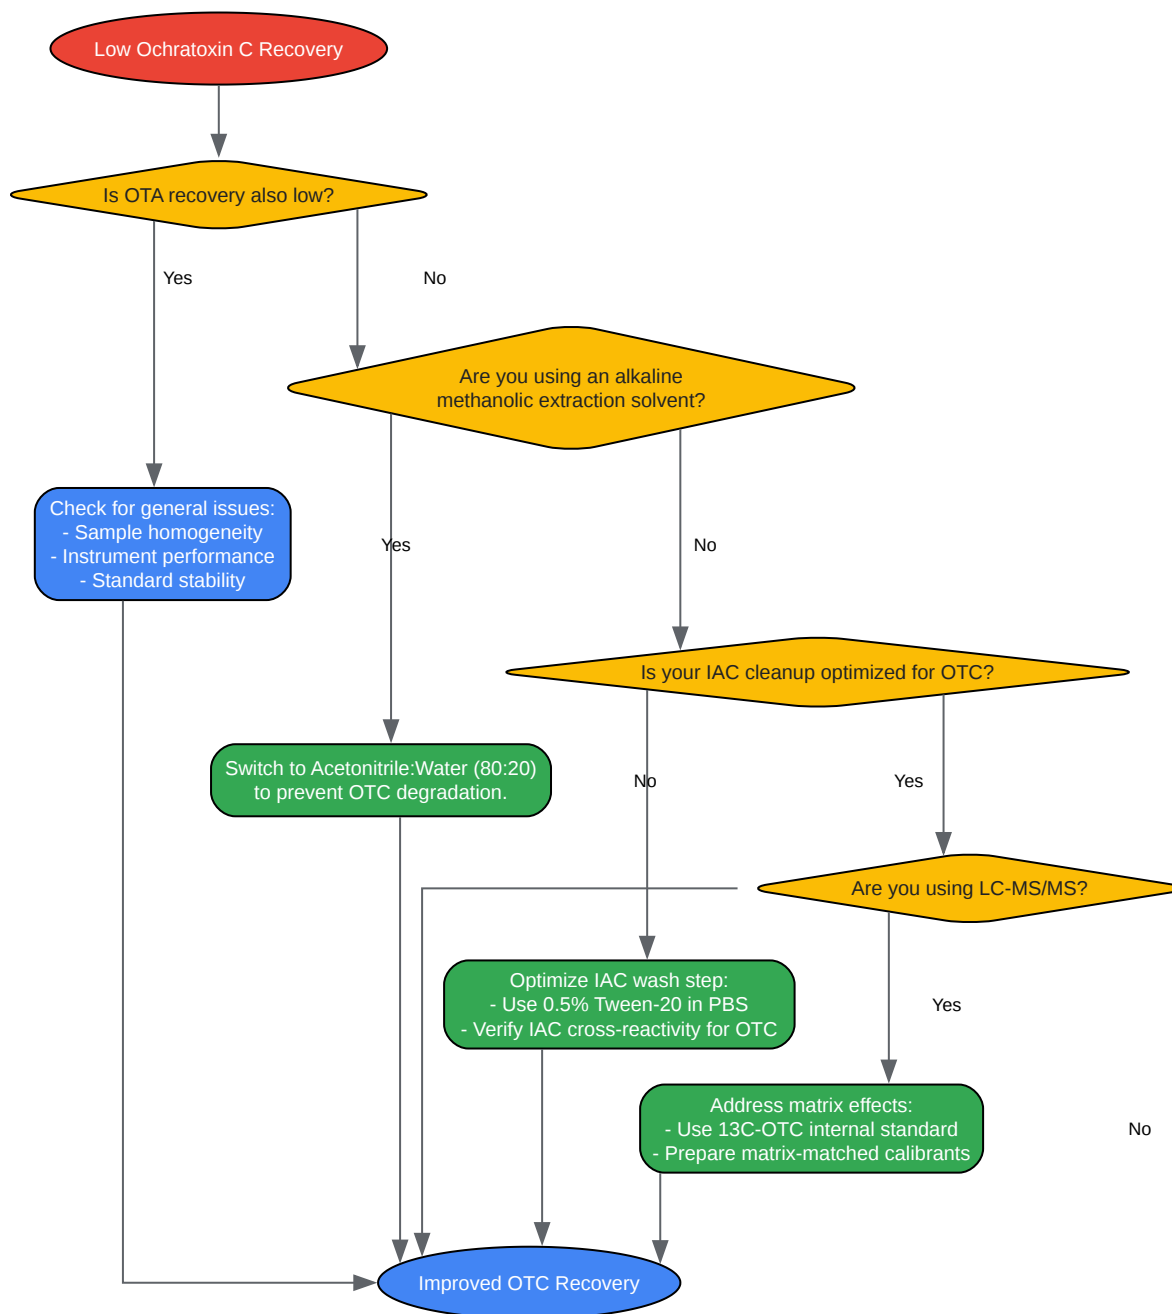 Low Ochratoxin C Recovery
Is OTA recovery also low?
Yes
No
Are you using an alkaline
methanolic extraction solvent?
Check for general issues:
- Sample homogeneity
- Instrument performance
- Standard stability
Yes
No
Is your IAC cleanup optimized for OTC?
Switch to Acetonitrile:Water (80:20)
to prevent OTC degradation.
No
Yes
Are you using LC-MS/MS?
Optimize IAC wash step:
- Use 0.5% Tween-20 in PBS
- Verify IAC cross-reactivity for OTC
Yes
Address matrix effects:
- Use 13C-OTC internal standard
- Prepare matrix-matched calibrants
No
Improved OTC Recovery